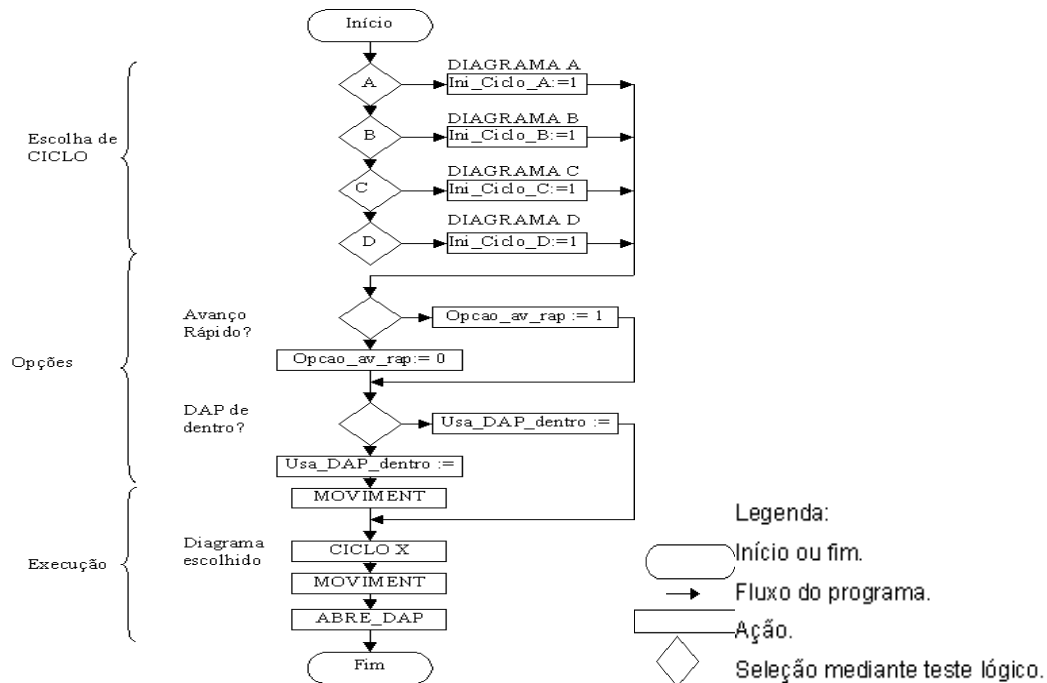 Início
DIAGRAMA A
A
Ini_Ciclo_A:=1
DIAGRAMA B
B
Ini_Ciclo_B:=1
Escolha de
CICLO
DIAGRAMA C
C
Ini_Ciclo_C:=1
DIAGRAMA D
D
Ini_Ciclo_D:=1
Avanço
Rápido?
Opcao_av_rap := 1
Opções
Opcao_av_rap:= 0
DAP de
dentro?
Usa_DAP_dentro :=
Usa_DAP_dentro :=
MOVIMENT
Diagrama
escolhido
Execução
CICLO X
MOVIMENT
ABRE_DAP
Fim
Legenda:
Início ou fim.
Fluxo do programa.
Ação.
Seleção mediante teste lógico.